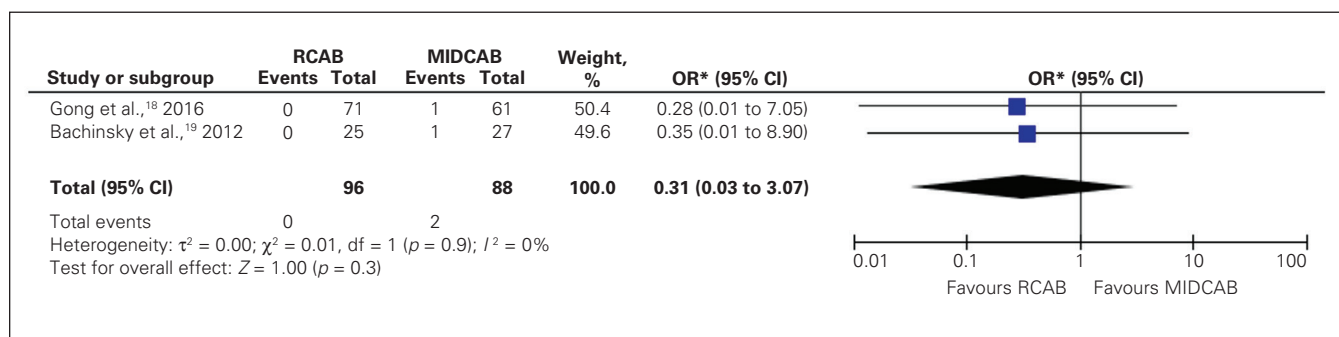 RCAB MIDCAB Weight,
Study or subgroup Events Total Events Total % OR* (95% CI) OR* (95% CI)
Gong et al.,18 2016 0 71 1 61 50.4 0.28 (0.01 to 7.05)
Bachinsky et al.,19 2012 0 25 1 27 49.6 0.35 (0.01 to 8.90)
Total (95% CI) 96 88 100.0 0.31 (0.03 to 3.07)
Total events 0 2
Heterogeneity: τ2 = 0.00; χ2 = 0.01, df = 1 (p = 0.9); I2 = 0%
Test for overall effect: Z = 1.00 (p = 0.3)
0.01 0.1 1 10 100
Favours RCAB Favours MIDCAB